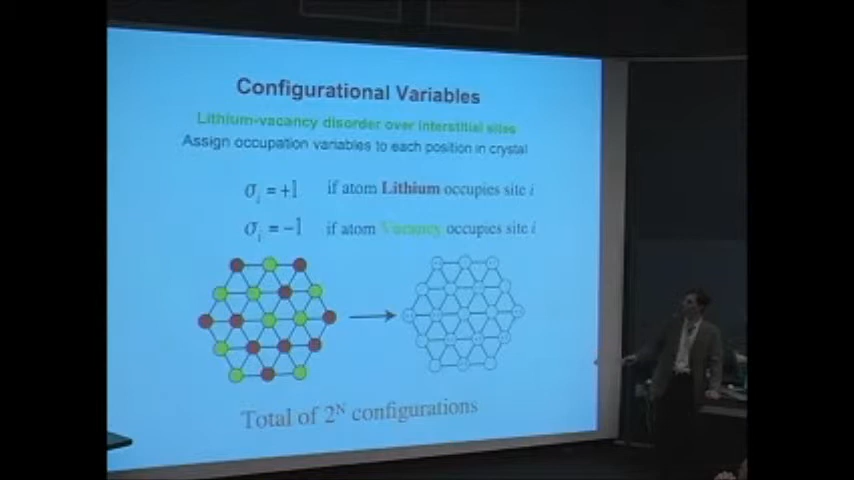 Configurational Variables
Lithium-vacancy disorder over interstitial sites
Assign occupation variables to each position in crystal
σᵢ = +1 if atom Lithium occupies site i
σᵢ = −1 if atom Vacancy occupies site i
Total of 2ᴺ configurations